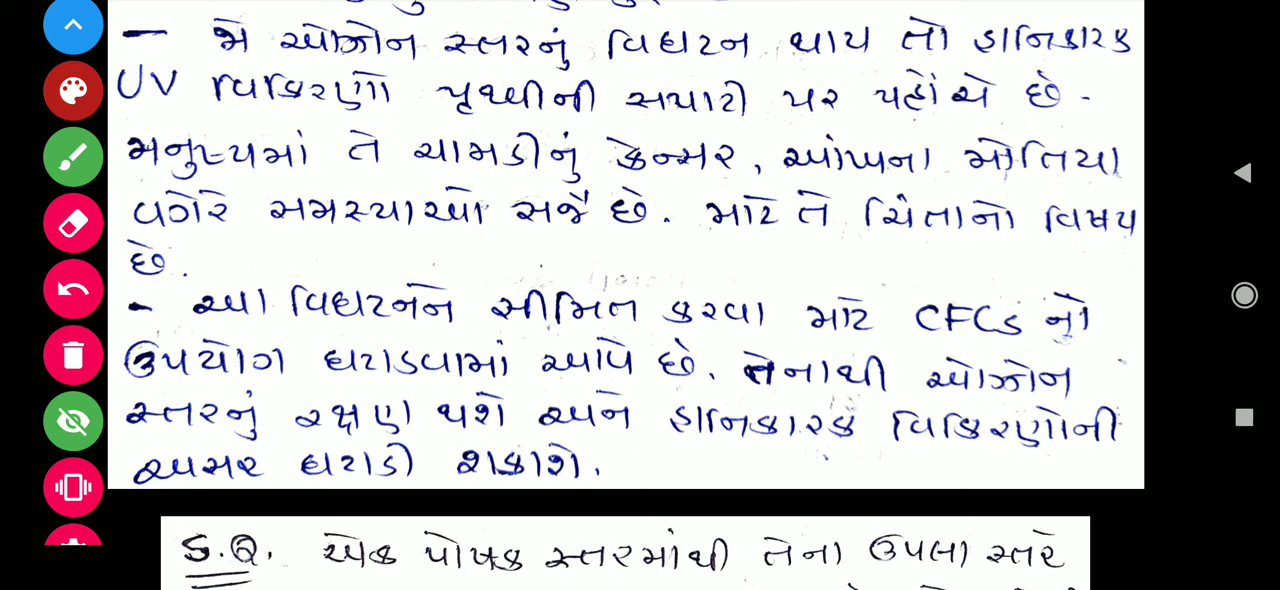 – જો ઓઝોન સ્તરનું વિઘટન થાય તો હાનિકારક
UV વિકિરણો પૃથ્વીની સપાટી પર પહોંચે છે.
મનુષ્યમાં તે ચામડીનું કેન્સર, આંખના મોતિયા
વગેરે સમસ્યાઓ સર્જે છે. માટે તે ચિંતાનો વિષય
છે.
- આ વિઘટનને સીમિત કરવા માટે CFCs નો
ઉપયોગ ઘટાડવામાં આવે છે. તેનાથી ઓઝોન
સ્તરનું રક્ષણ થશે અને હાનિકારક વિકિરણોની
અસર ઘટાડી શકાશે.
S.Q. એક પોષક સ્તરમાંથી તેના ઉપલા સ્તરે